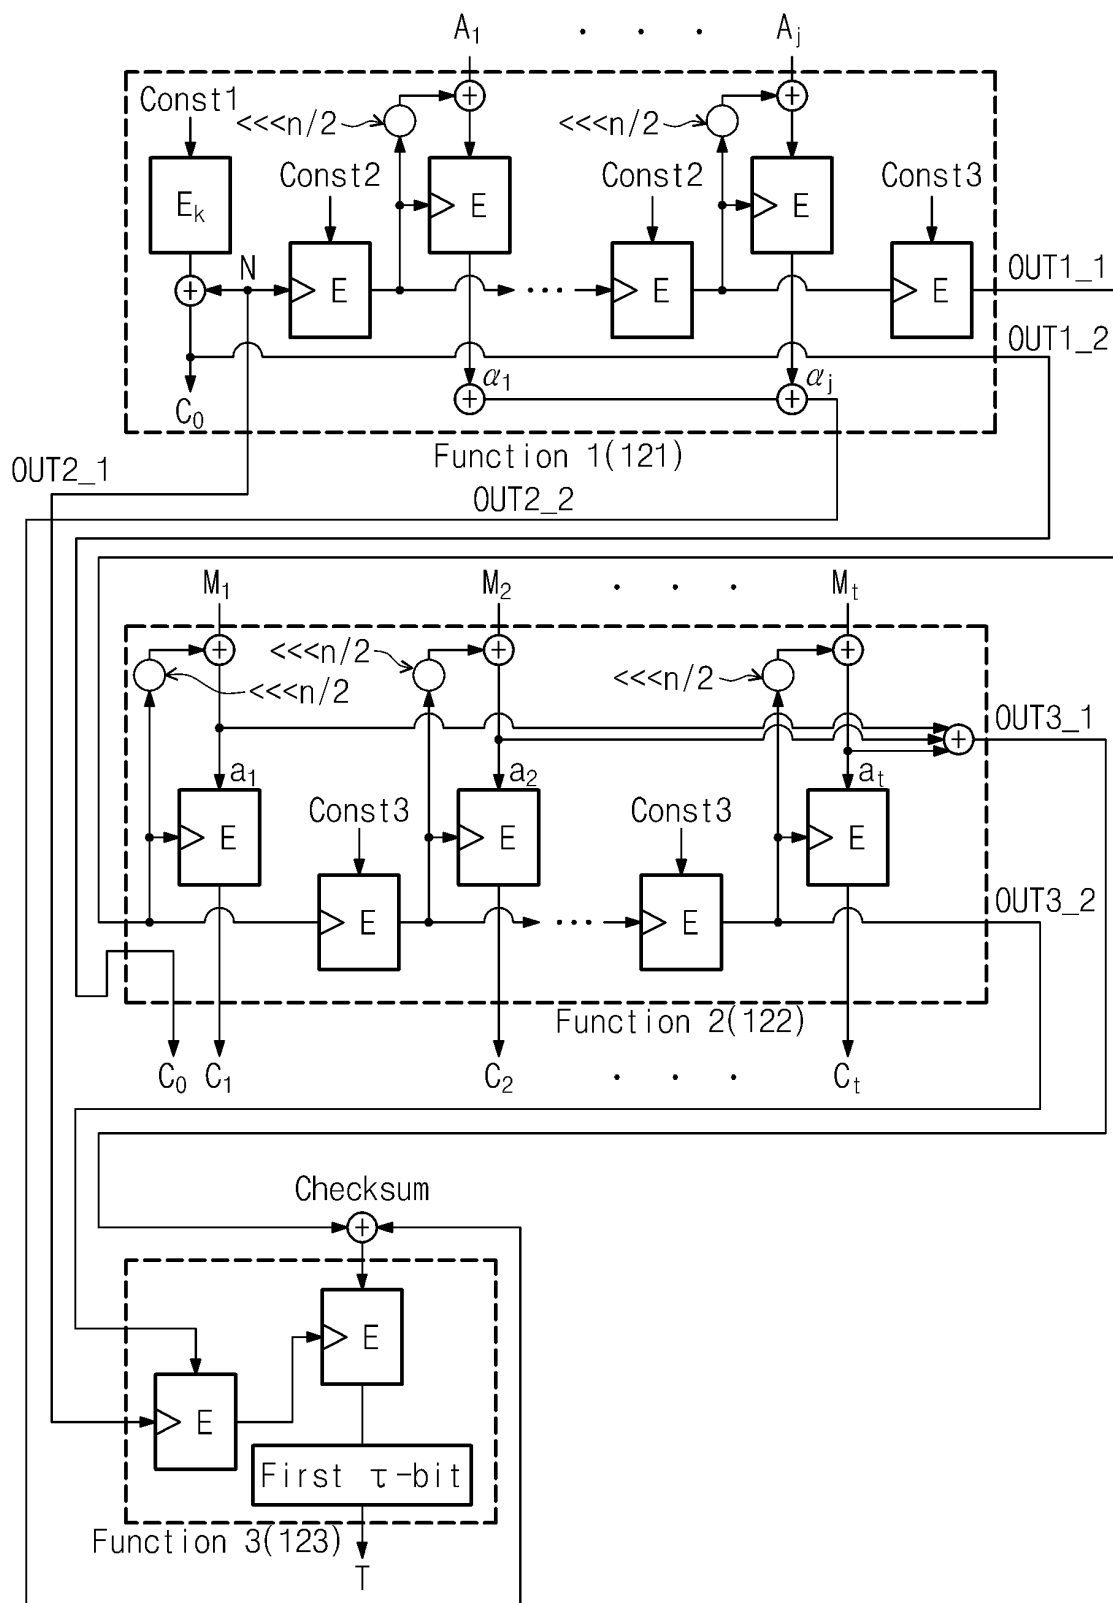 A₁ · · · Aⱼ
Const1
<<<n/2
<<<n/2
Const2
Const2
Const3
Eₖ
E
E
N
E
E
E
OUT1_1
OUT1_2
α₁
αⱼ
C₀
Function 1(121)
OUT2_1
OUT2_2
M₁ M₂ · · · Mₜ
<<<n/2
<<<n/2
<<<n/2
OUT3_1
a₁
a₂
aₜ
Const3
Const3
E
E
E
E
···
E
···
OUT3_2
Function 2(122)
C₀ C₁ C₂ · · · Cₜ
Checksum
E
E
First τ-bit
Function 3(123)
T